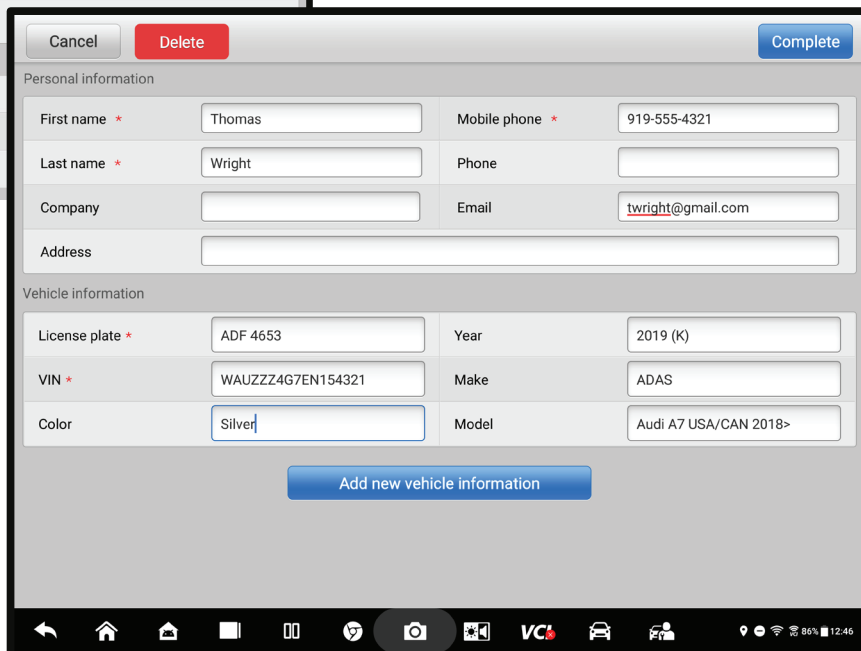 Cancel Delete Complete
Personal information
First name * Thomas Mobile phone * 919-555-4321
Last name * Wright Phone
Company Email twright@gmail.com
Address
Vehicle information
License plate * ADF 4653 Year 2019 (K)
VIN * WAUZZZ4G7EN154321 Make ADAS
Color Silver Model Audi A7 USA/CAN 2018>
Add new vehicle information
VCI 86% 12:46